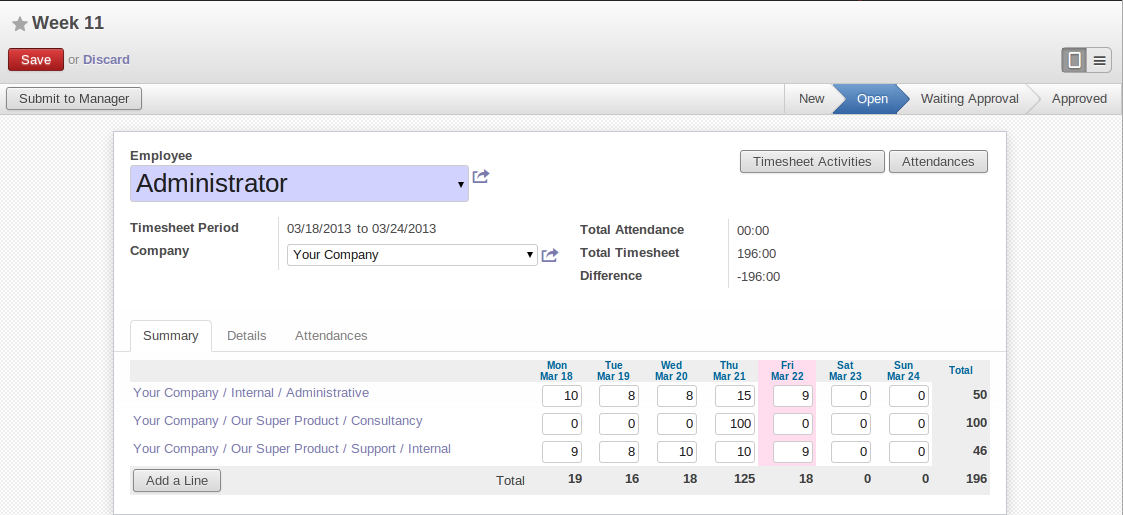 Week 11
Save or Discard
Submit to Manager
New Open Waiting Approval Approved
Employee
Administrator
Timesheet Activities Attendances
Timesheet Period 03/18/2013 to 03/24/2013
Company Your Company
Total Attendance 00:00
Total Timesheet 196:00
Difference -196:00
Summary Details Attendances
Mon Tue Wed Thu Fri Sat Sun
Mar 18 Mar 19 Mar 20 Mar 21 Mar 22 Mar 23 Mar 24 Total
Your Company / Internal / Administrative 10 8 8 15 9 0 0 50
Your Company / Our Super Product / Consultancy 0 0 0 100 0 0 0 100
Your Company / Our Super Product / Support / Internal 9 8 10 10 9 0 0 46
Add a Line Total 19 16 18 125 18 0 0 196